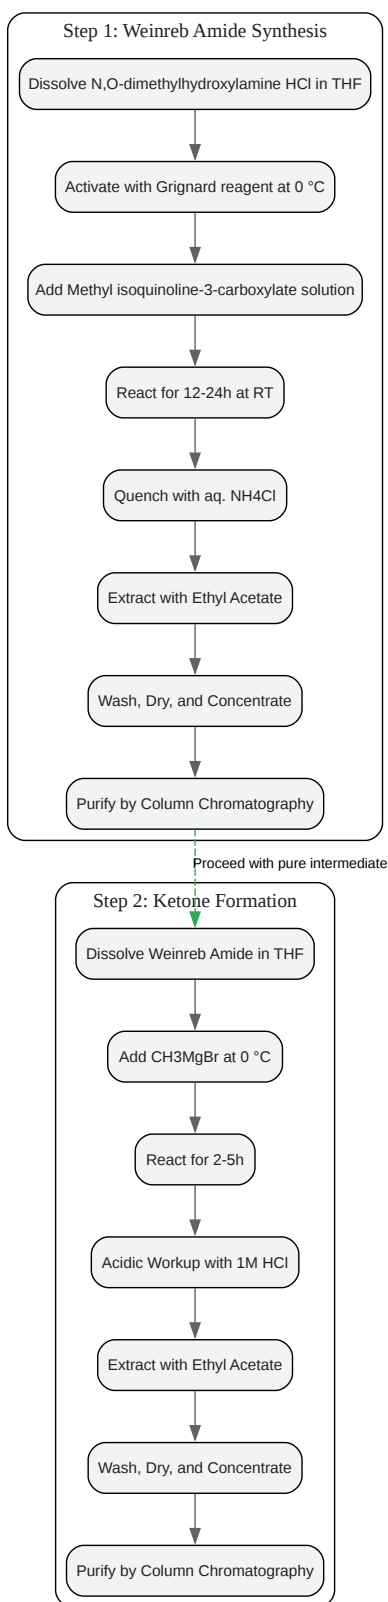 Step 1: Weinreb Amide Synthesis
Dissolve N,O-dimethylhydroxylamine HCl in THF
Activate with Grignard reagent at 0 °C
Add Methyl isoquinoline-3-carboxylate solution
React for 12-24h at RT
Quench with aq. NH4Cl
Extract with Ethyl Acetate
Wash, Dry, and Concentrate
Purify by Column Chromatography
Proceed with pure intermediate
Step 2: Ketone Formation
Dissolve Weinreb Amide in THF
Add CH3MgBr at 0 °C
React for 2-5h
Acidic Workup with 1M HCl
Extract with Ethyl Acetate
Wash, Dry, and Concentrate
Purify by Column Chromatography